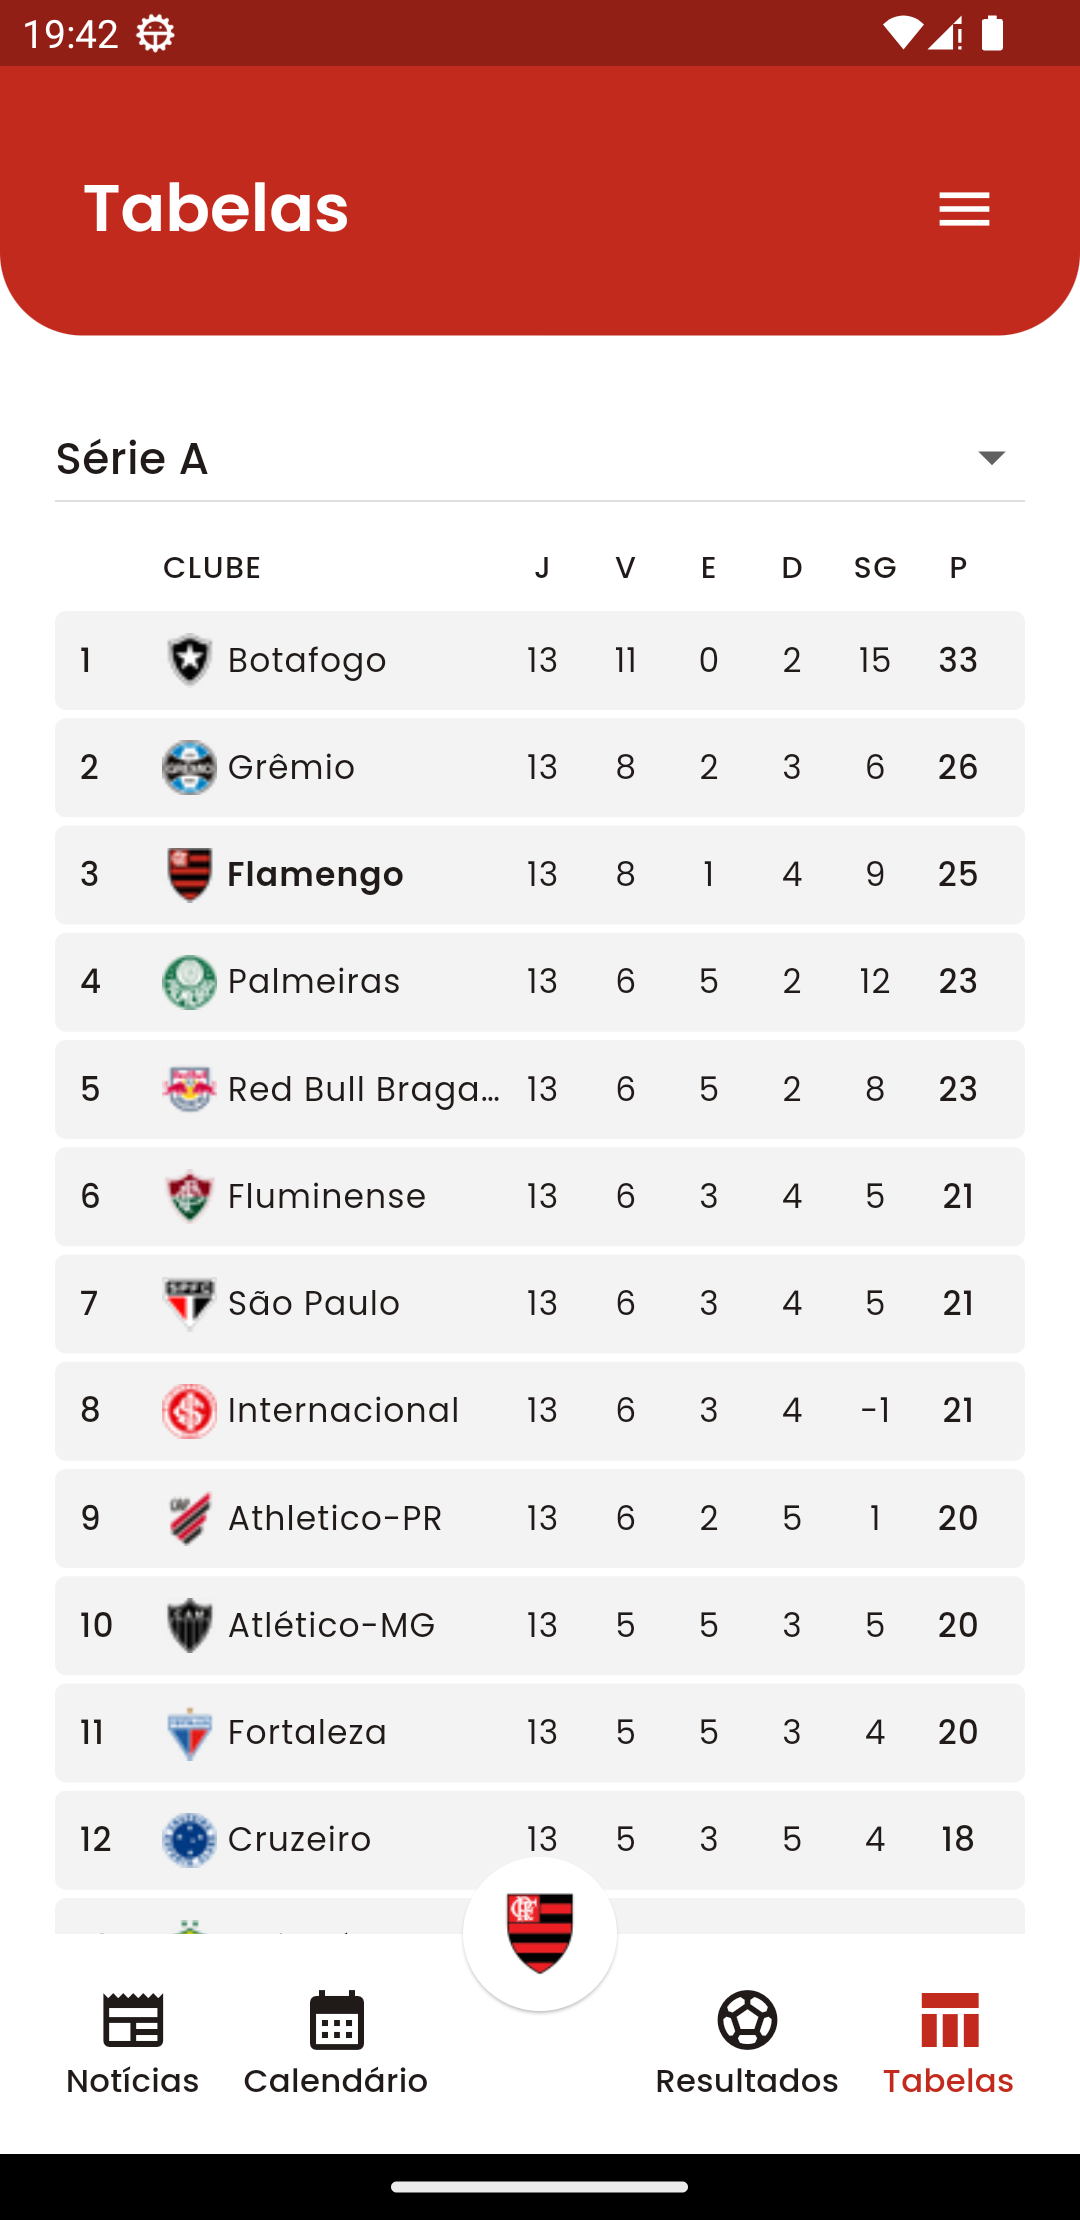 19:42
Tabelas
Série A
CLUBE J V E D SG P
1 Botafogo 13 11 0 2 15 33
2 Grêmio 13 8 2 3 6 26
3 Flamengo 13 8 1 4 9 25
4 Palmeiras 13 6 5 2 12 23
5 Red Bull Braga... 13 6 5 2 8 23
6 Fluminense 13 6 3 4 5 21
7 São Paulo 13 6 3 4 5 21
8 Internacional 13 6 3 4 -1 21
9 Athletico-PR 13 6 2 5 1 20
10 Atlético-MG 13 5 5 3 5 20
11 Fortaleza 13 5 5 3 4 20
12 Cruzeiro 13 5 3 5 4 18
Notícias Calendário Resultados Tabelas